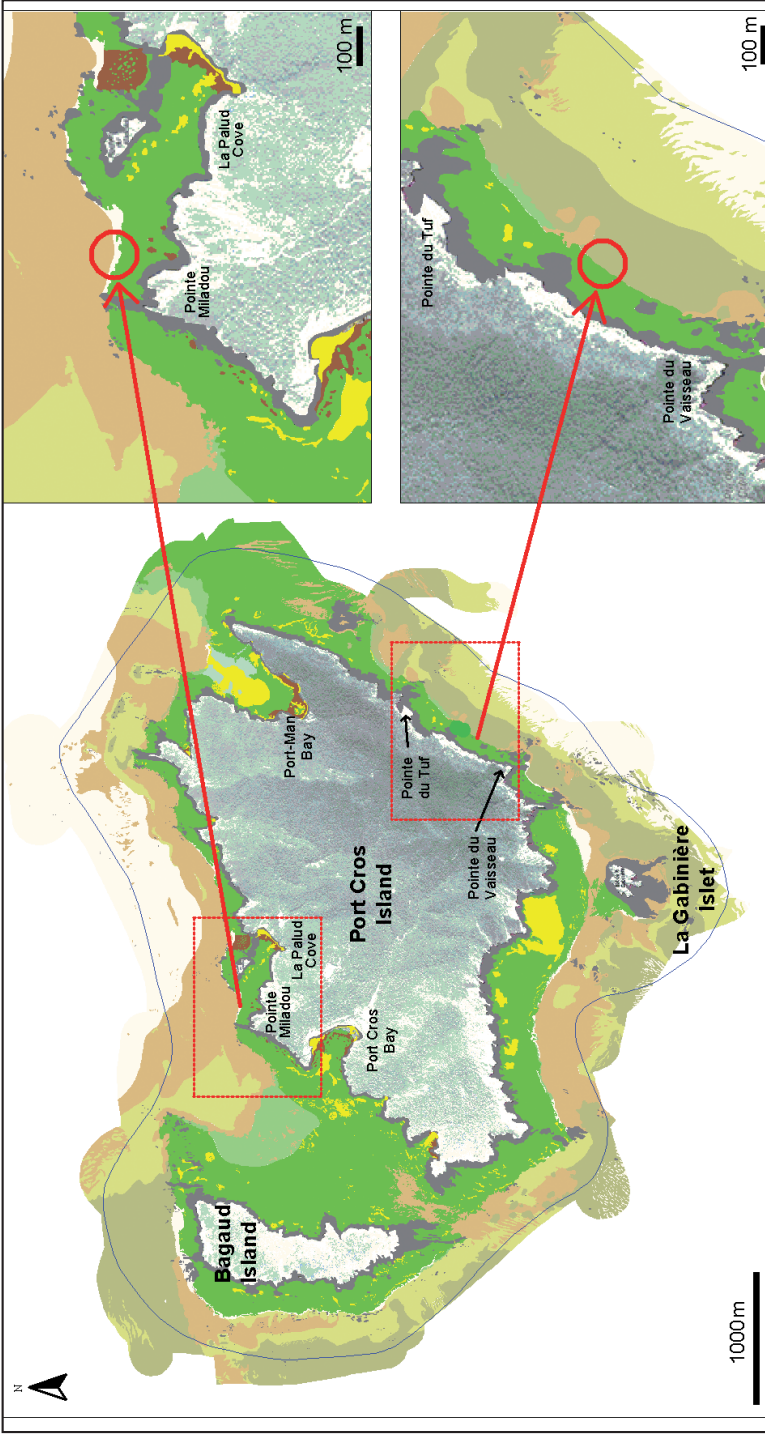 N
Bagaud
Island
Port Cros
Island
Port-Man
Bay
Pointe
Miladou
La Palud
Cove
Port Cros
Bay
Pointe
du Tuf
Pointe du
Vaisseau
La Gabinière
islet
1000 m
Pointe
Miladou
La Palud
Cove
100 m
Pointe du Tuf
Pointe du
Vaisseau
100 m